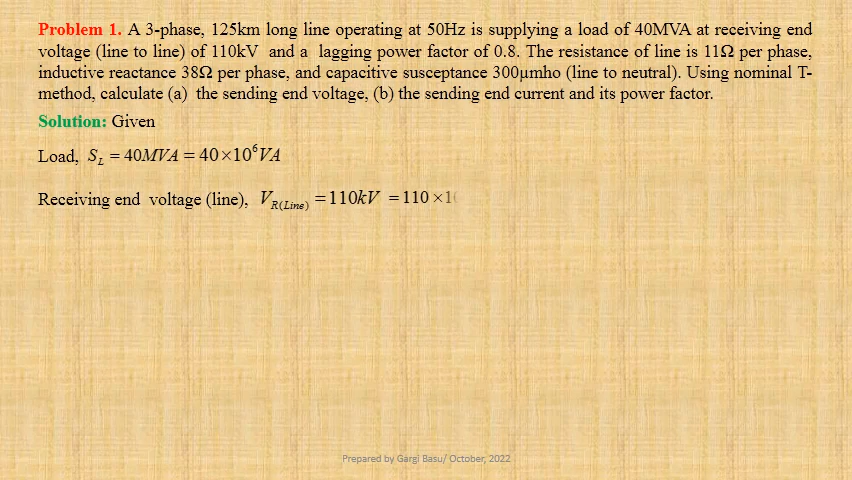 Problem 1. A 3-phase, 125km long line operating at 50Hz is supplying a load of 40MVA at receiving end
voltage (line to line) of 110kV and a lagging power factor of 0.8. The resistance of line is 11Ω per phase,
inductive reactance 38Ω per phase, and capacitive susceptance 300µmho (line to neutral). Using nominal T-
method, calculate (a) the sending end voltage, (b) the sending end current and its power factor.
Solution: Given
Load, S_L = 40MVA = 40×10⁶VA
Receiving end voltage (line), V_R(Line) = 110kV = 110 ×1
Prepared by Gargi Basu/ October, 2022